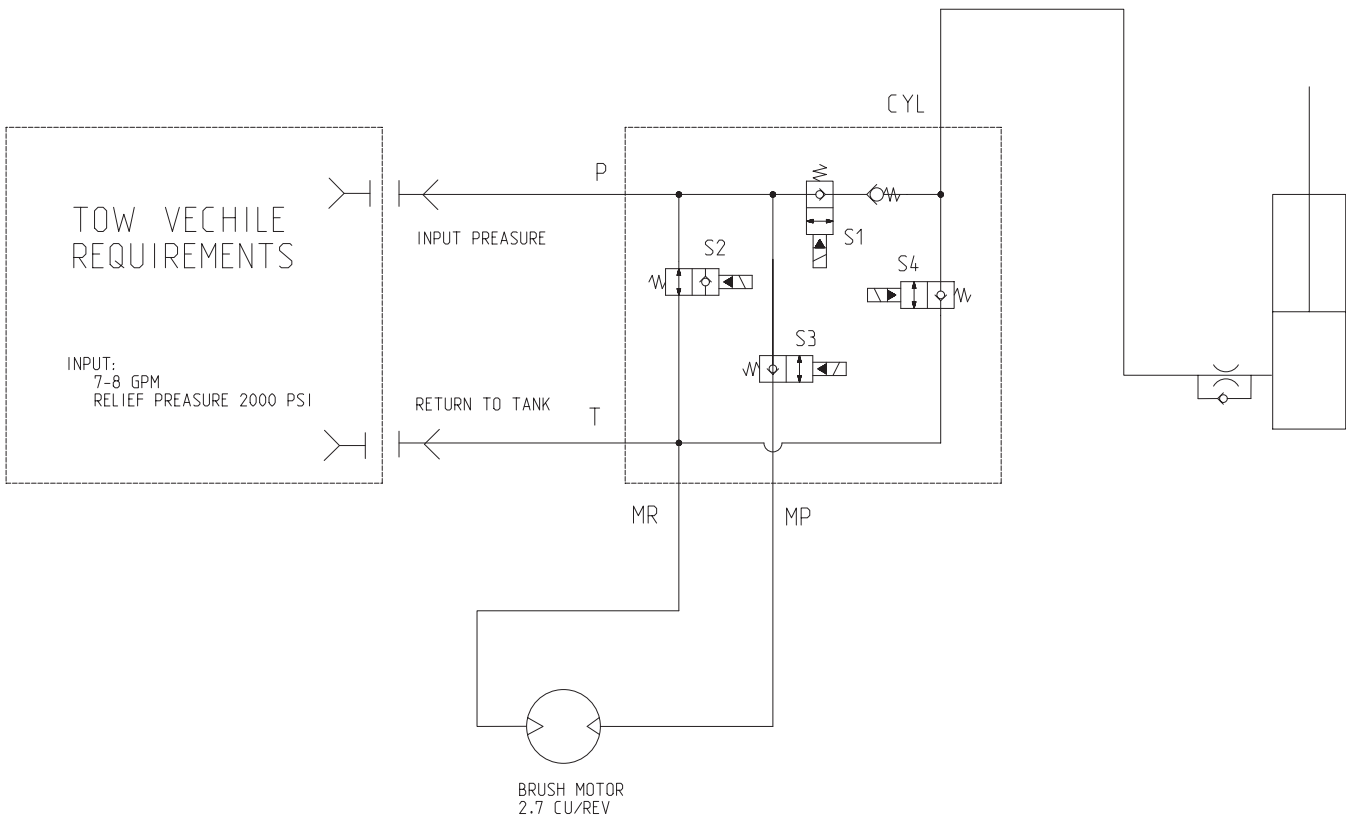 CYL
P
TOW VECHILE
REQUIREMENTS
INPUT PREASURE
S1
S2
S4
S3
INPUT:
7-8 GPM
RELIEF PREASURE 2000 PSI
RETURN TO TANK
T
MR
MP
BRUSH MOTOR
2.7 CU/REV